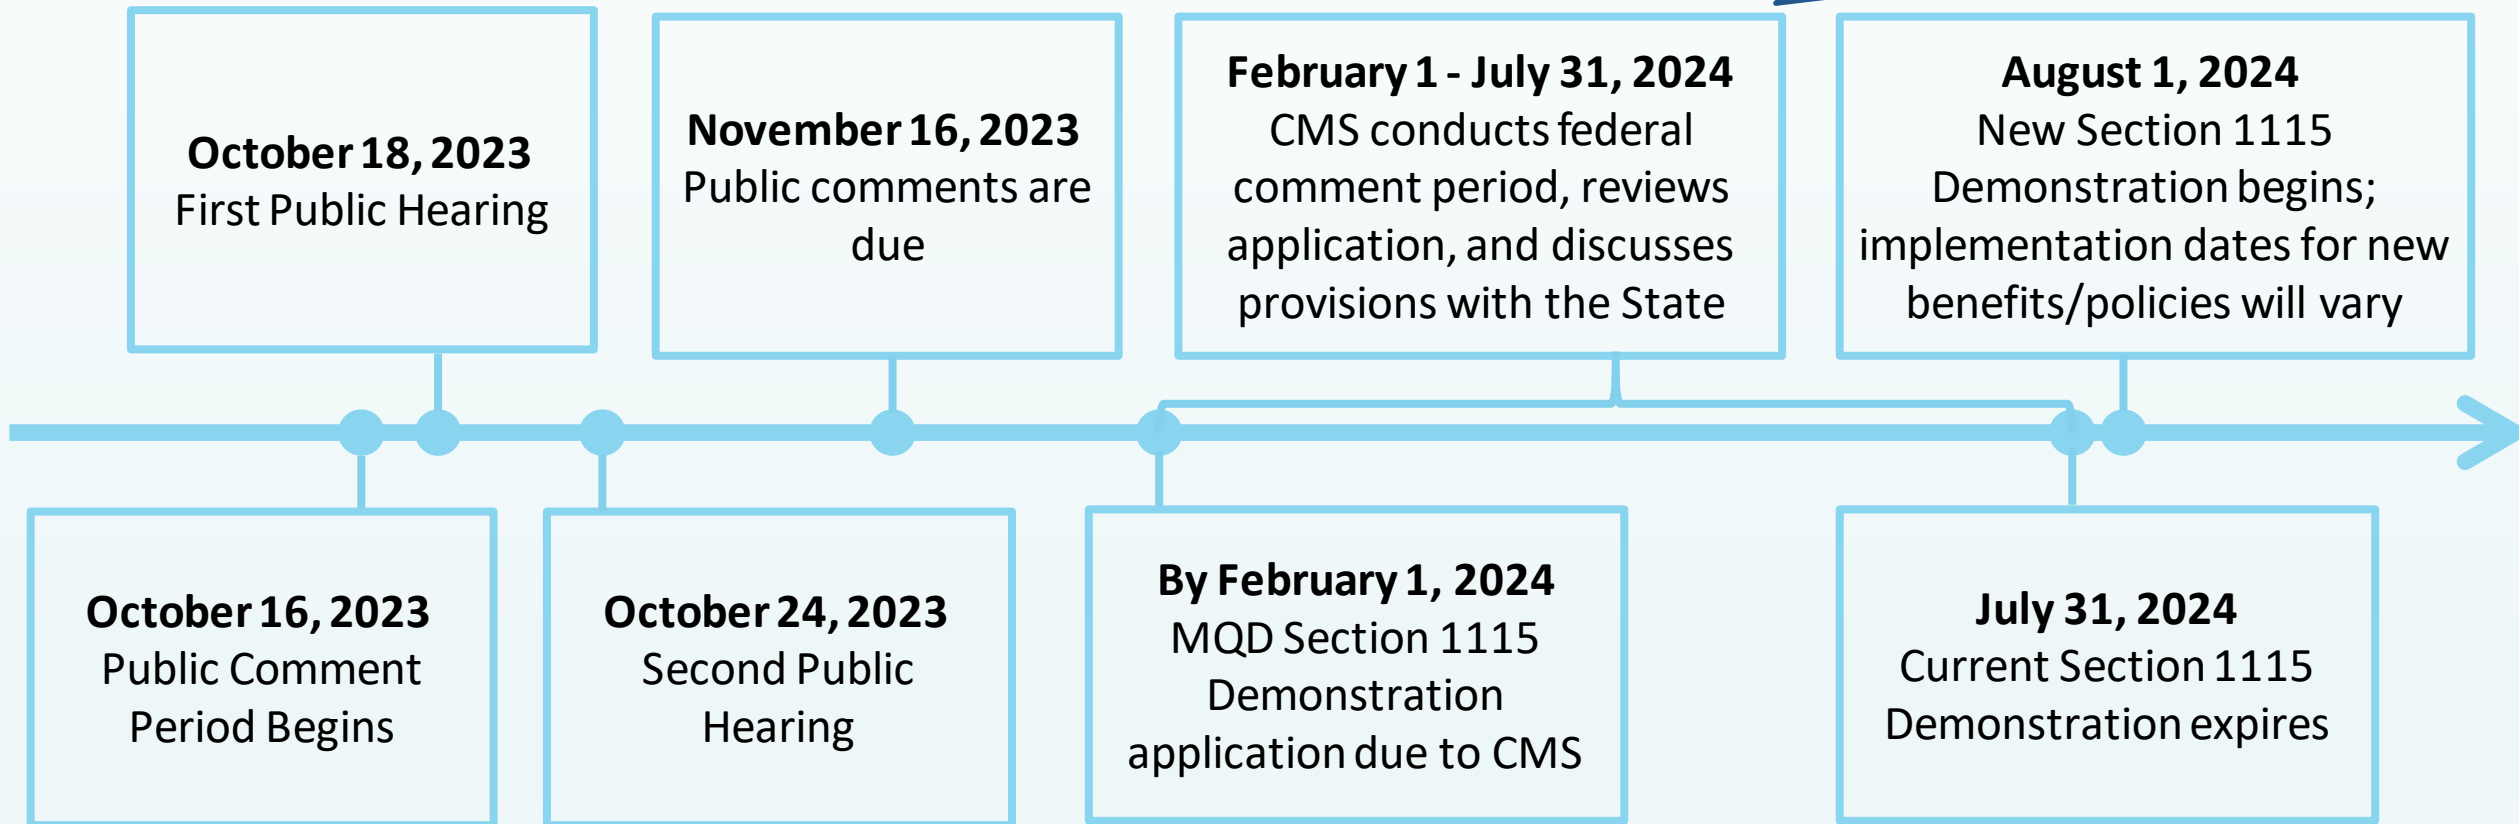 October 18, 2023
First Public Hearing
November 16, 2023
Public comments are
due
February 1 - July 31, 2024
CMS conducts federal
comment period, reviews
application, and discusses
provisions with the State
August 1, 2024
New Section 1115
Demonstration begins;
implementation dates for new
benefits/policies will vary
October 16, 2023
Public Comment
Period Begins
October 24, 2023
Second Public
Hearing
By February 1, 2024
MQD Section 1115
Demonstration
application due to CMS
July 31, 2024
Current Section 1115
Demonstration expires